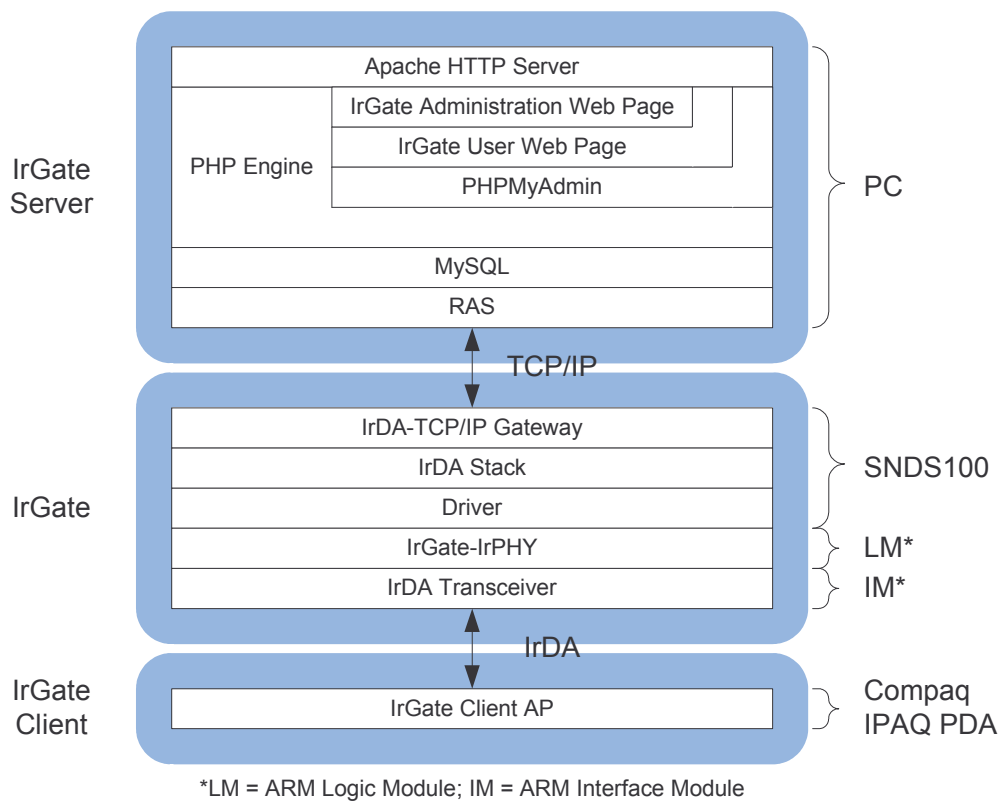 Apache HTTP Server
IrGate Administration Web Page
IrGate User Web Page
PHP Engine
PHPMyAdmin
MySQL
RAS
IrGate
Server
PC
TCP/IP
IrDA-TCP/IP Gateway
IrDA Stack
Driver
IrGate-IrPHY
IrDA Transceiver
IrGate
SNDS100
LM*
IM*
IrDA
IrGate
Client
IrGate Client AP
Compaq
IPAQ PDA
*LM = ARM Logic Module; IM = ARM Interface Module